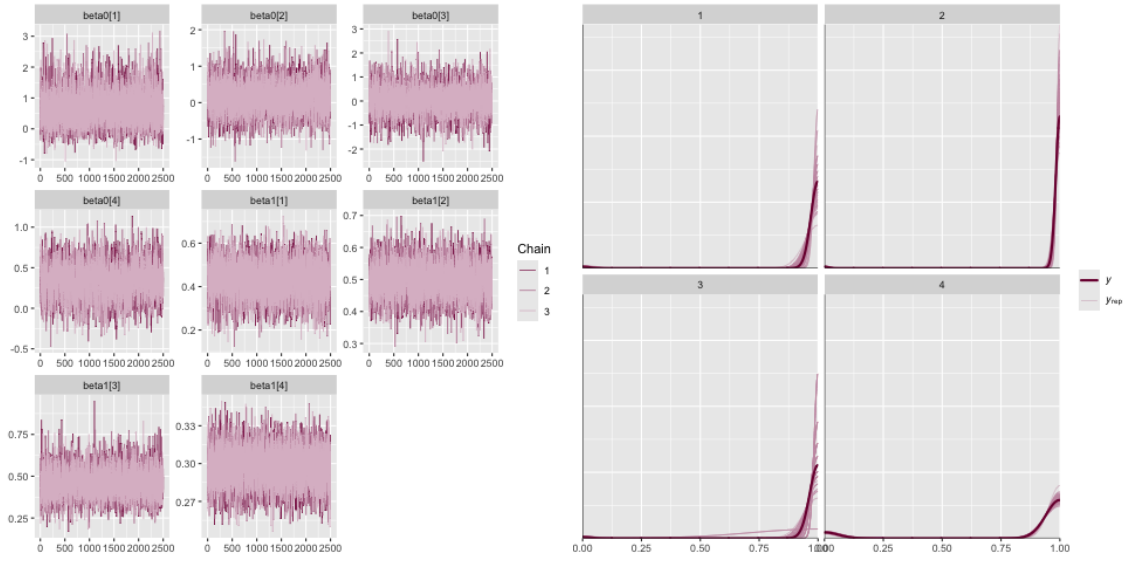 beta0[1] beta0[2] beta0[3]
3 2 1 0 -1
2 1 0 -1
3 2 1 0 -1 -2
0 500 1000 1500 2000 2500 0 500 1000 1500 2000 2500 0 500 1000 1500 2000 2500
beta0[4] beta1[1] beta1[2]
1.0 0.5 0.0 -0.5
0.6 0.4 0.2
0.7 0.6 0.5 0.4 0.3
0 500 1000 1500 2000 2500 0 500 1000 1500 2000 2500 0 500 1000 1500 2000 2500
beta1[3] beta1[4]
0.75 0.50 0.25
0.33 0.30 0.27
0 500 1000 1500 2000 2500 0 500 1000 1500 2000 2500
Chain
1
2
3
1 2
3 4
0.00 0.25 0.50 0.75 1.00 0.00 0.25 0.50 0.75 1.00
y
yrep